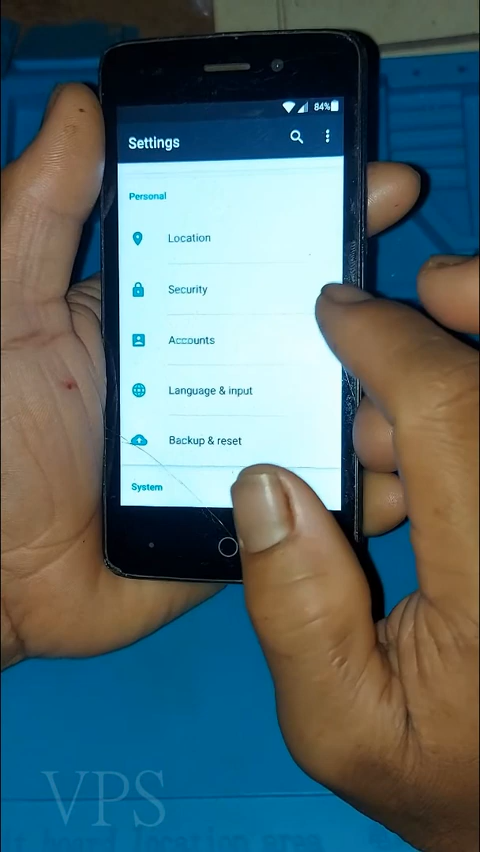 84%
Settings
Personal
Location
Security
Accounts
Language & input
Backup & reset
System
VPS